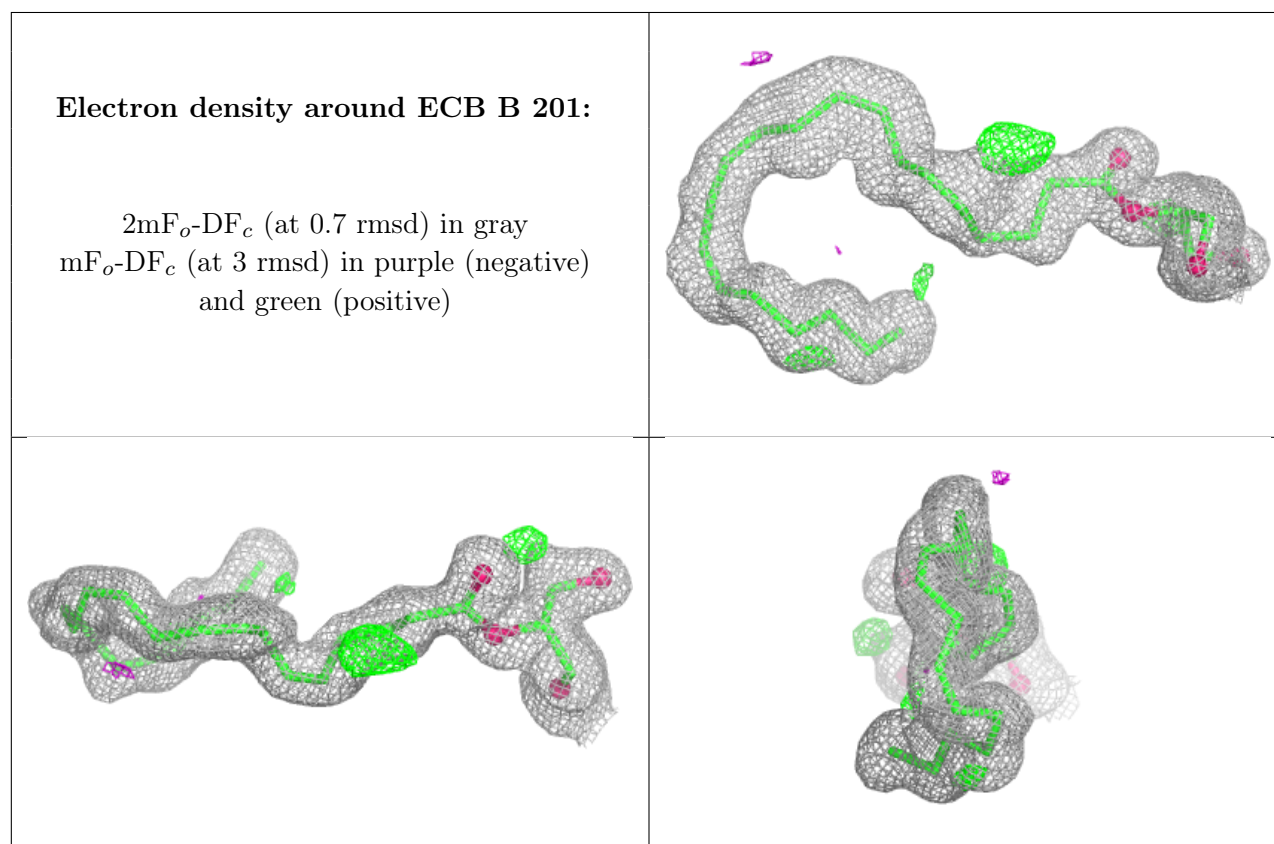 Electron density around ECB B 201:
2mFo-DFc (at 0.7 rmsd) in gray
mFo-DFc (at 3 rmsd) in purple (negative)
and green (positive)